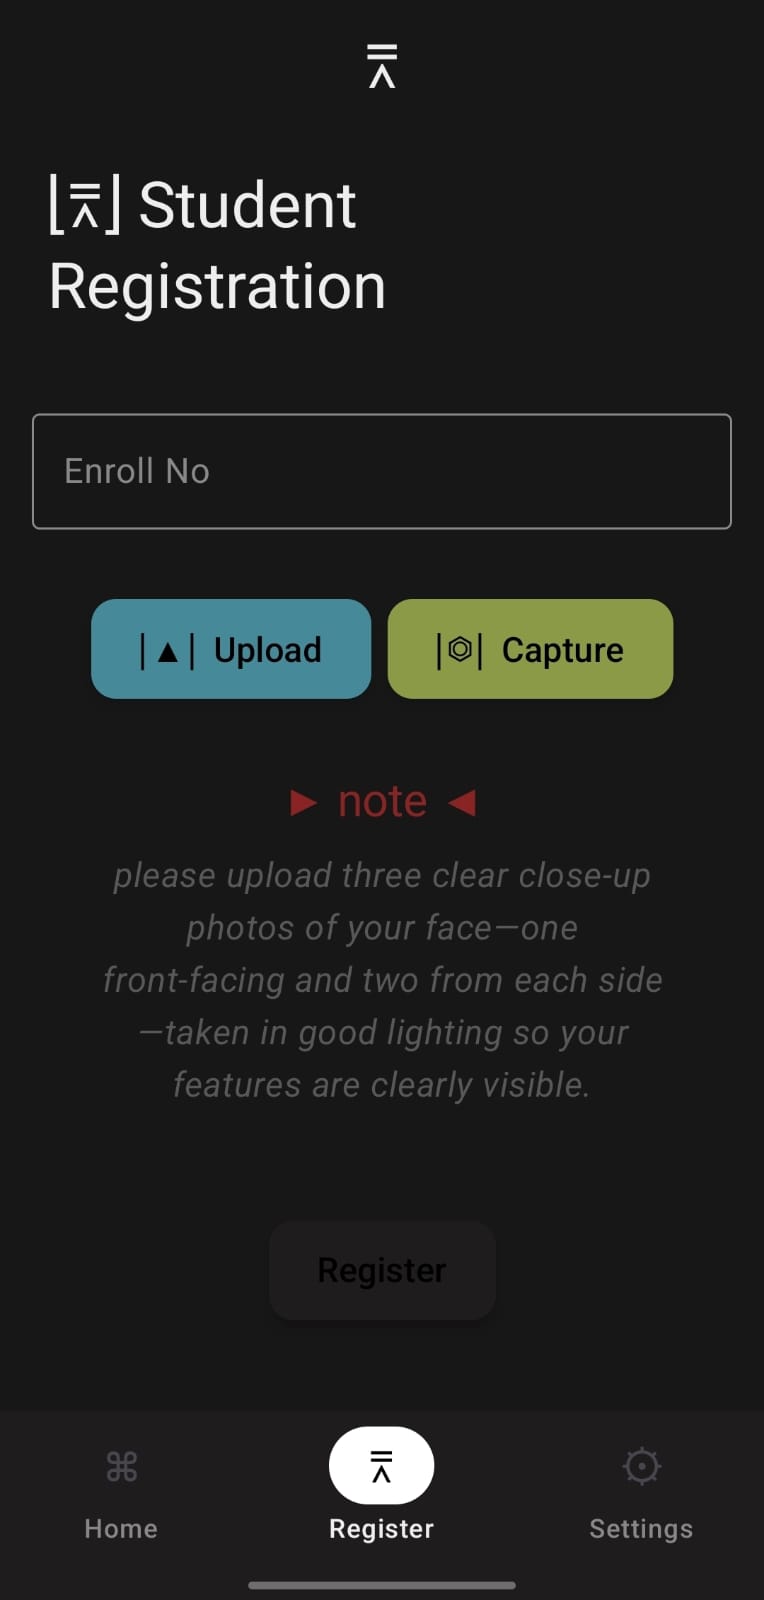 ⌅
⌊⌅⌋ Student
Registration
Enroll No
|▲| Upload
|⏣| Capture
► note ◄
please upload three clear close-up
photos of your face—one
front-facing and two from each side
—taken in good lighting so your
features are clearly visible.
Register
⌘ ⌅ ⛭
Home Register Settings